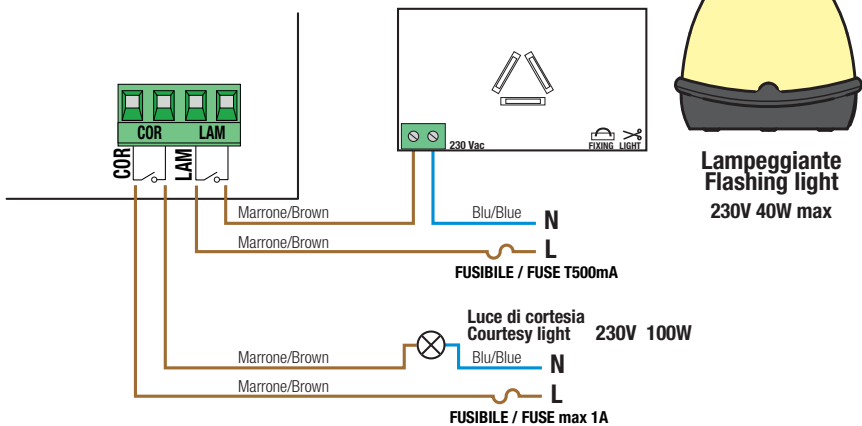 COR LAM
COR LAM
230 Vac
FIXING LIGHT
Lampeggiante
Flashing light
230V 40W max
Marrone/Brown Blu/Blue N
Marrone/Brown L
FUSIBILE / FUSE T500mA
Luce di cortesia
Courtesy light 230V 100W
Marrone/Brown Blu/Blue N
Marrone/Brown L
FUSIBILE / FUSE max 1A